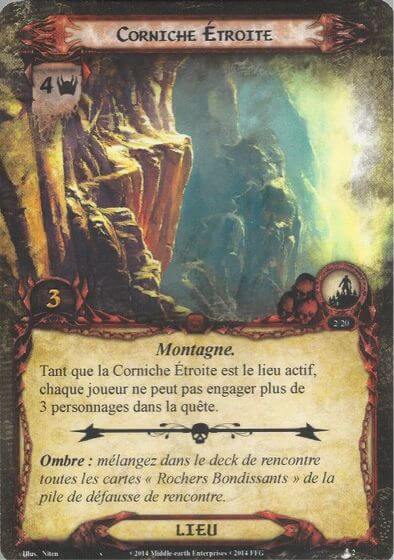 Corniche Étroite
4
3
2 20
Montagne.
Tant que la Corniche Étroite est le lieu actif,
chaque joueur ne peut pas engager plus de
3 personnages dans la quête.
Ombre : mélangez dans le deck de rencontre
toutes les cartes « Rochers Bondissants » de la
pile de défausse de rencontre.
LIEU
Illus. Niten
©2014 Middle-earth Enterprises ©2014 FFG